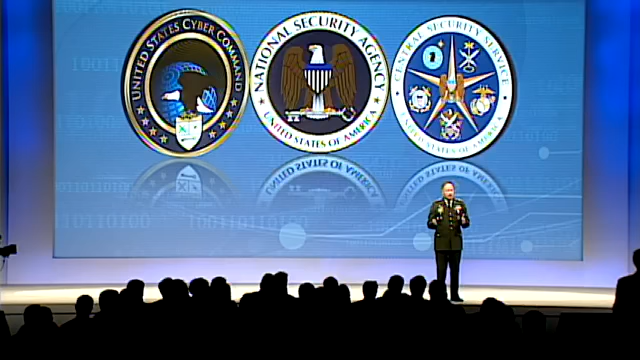 UNITED STATES CYBER COMMAND
NATIONAL SECURITY AGENCY
UNITED STATES OF AMERICA
CENTRAL SECURITY SERVICE
UNITED STATES OF AMERICA